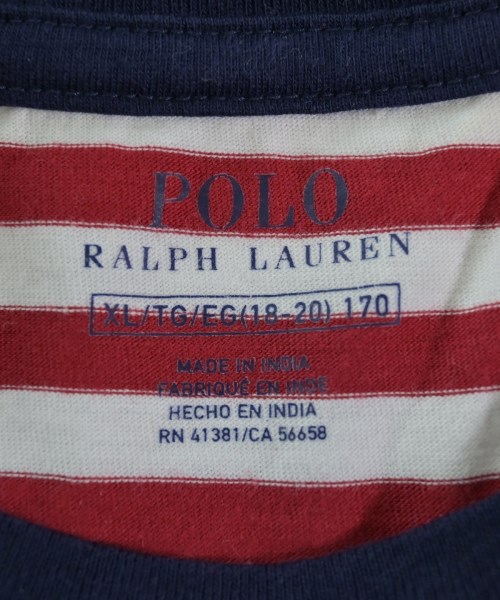 POLO
RALPH LAUREN
XL/TG/EG(18-20) 170
MADE IN INDIA
FABRIQUÉ EN INDE
HECHO EN INDIA
RN 41381/CA 56658